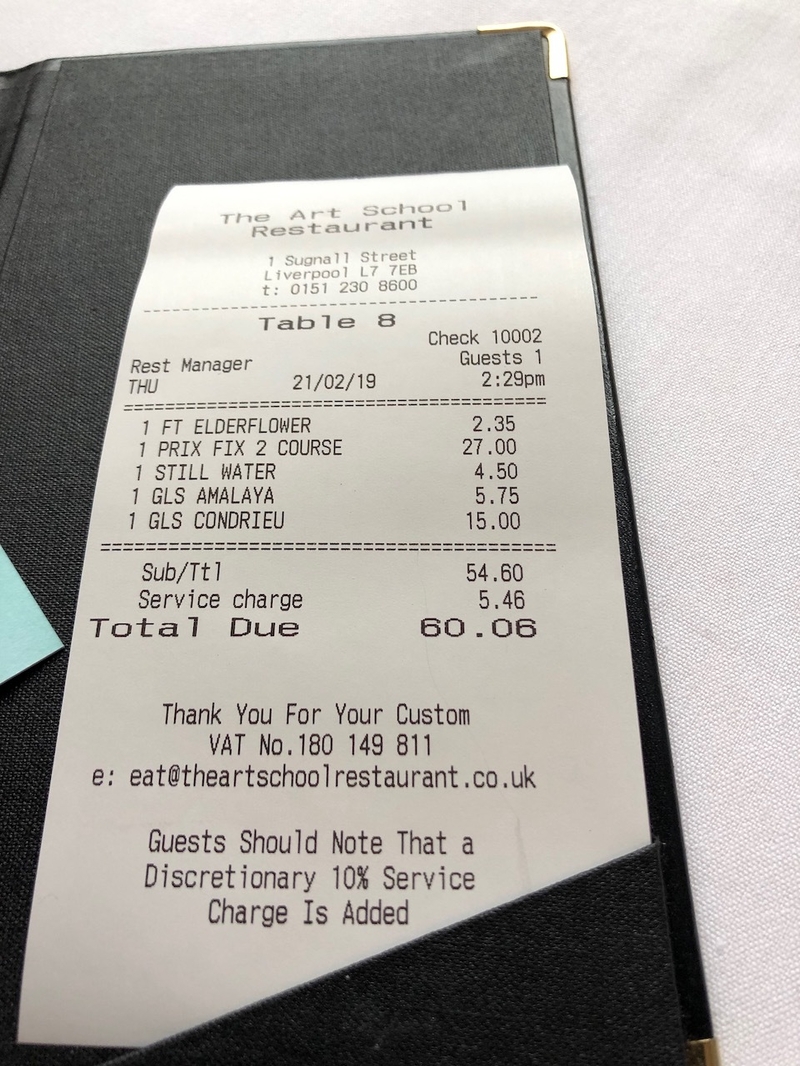 The Art School
Restaurant
1 Sugnall Street
Liverpool L7 7EB
t: 0151 230 8600
--------------------------------
Table 8
Check 10002
Rest Manager Guests 1
THU 21/02/19 2:29pm
================================
1 FT ELDERFLOWER 2.35
1 PRIX FIX 2 COURSE 27.00
1 STILL WATER 4.50
1 GLS AMALAYA 5.75
1 GLS CONDRIEU 15.00
================================
Sub/Ttl 54.60
Service charge 5.46
Total Due 60.06
Thank You For Your Custom
VAT No.180 149 811
e: eat@theartschoolrestaurant.co.uk
Guests Should Note That a
Discretionary 10% Service
Charge Is Added